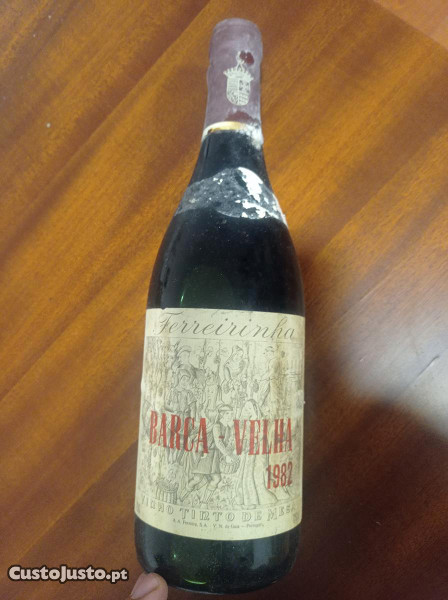 Ferreirinha
BARCA-VELHA
1982
VINHO TINTO DE MESA
CustoJusto.pt